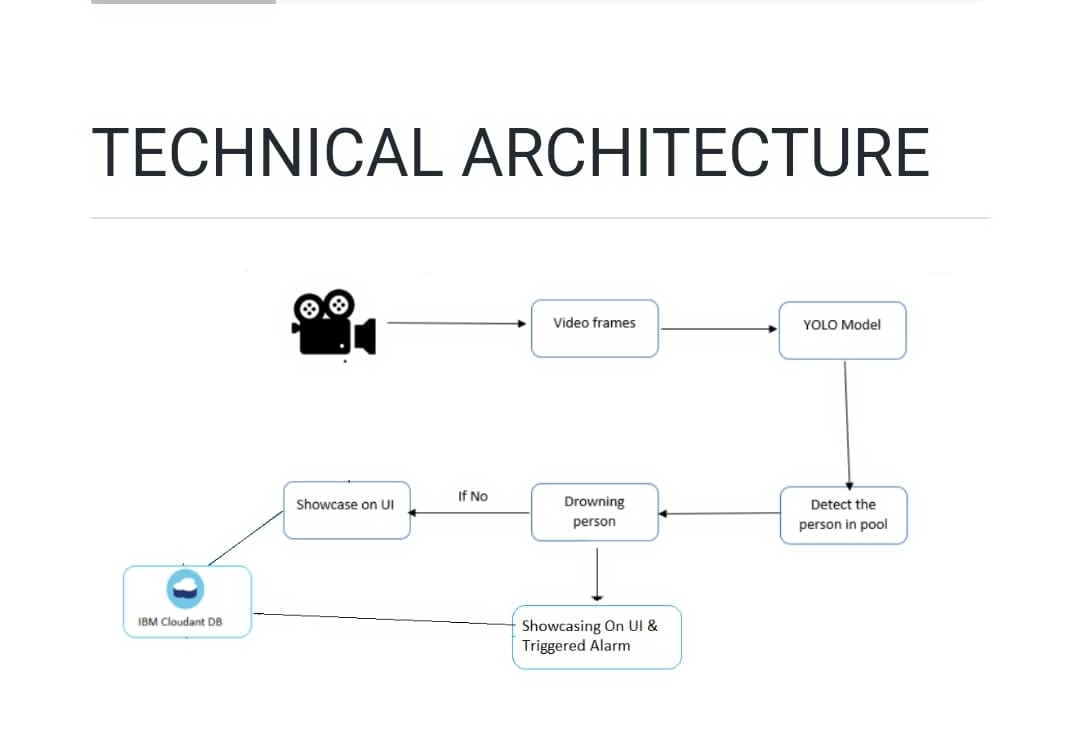 TECHNICAL ARCHITECTURE
Video frames
YOLO Model
Showcase on UI
If No
Drowning
person
Detect the
person in pool
IBM Cloudant DB
Showcasing On UI &
Triggered Alarm